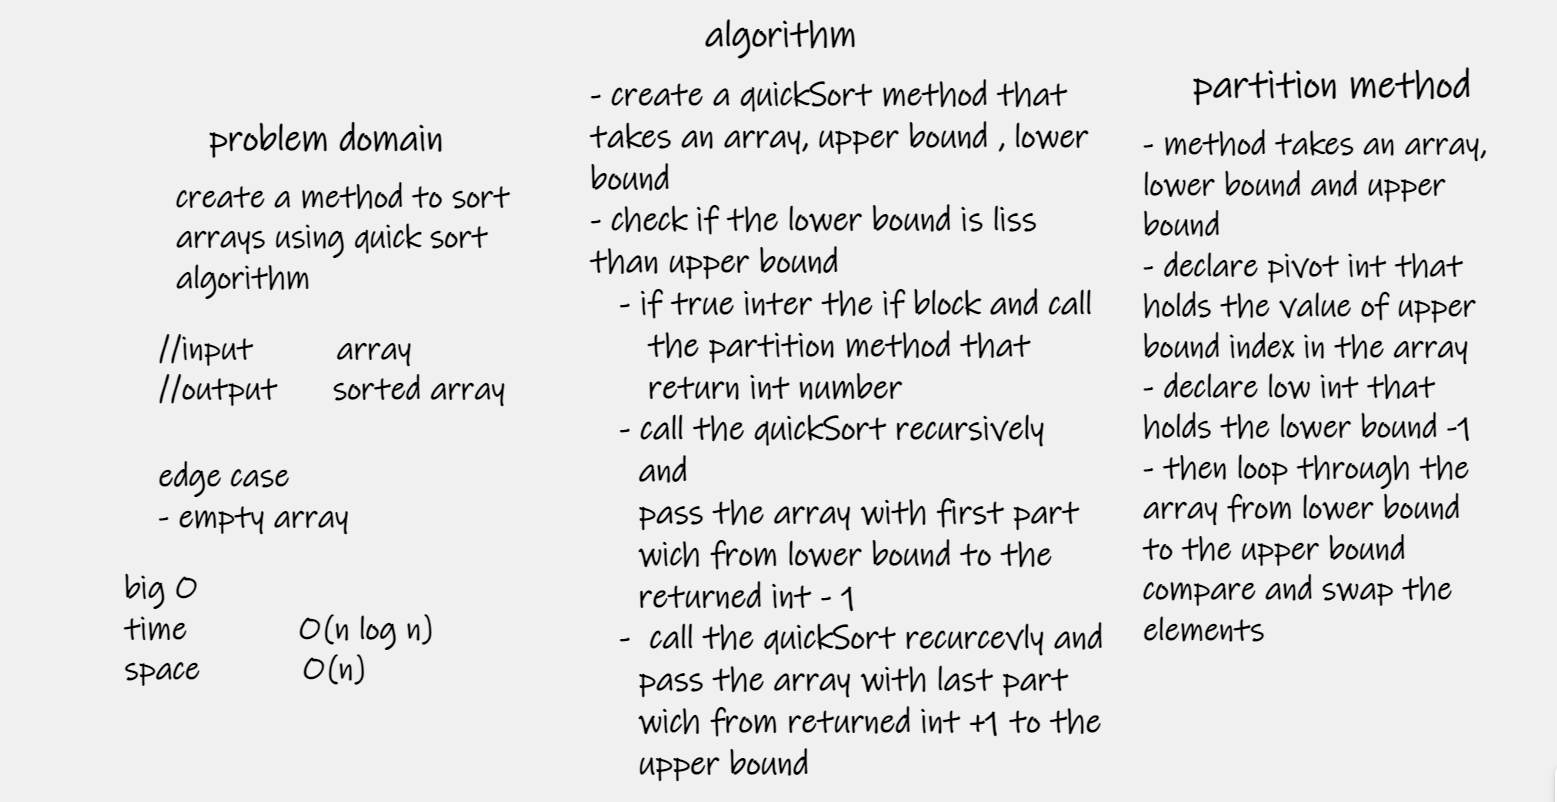 problem domain
create a method to sort
arrays using quick sort
algorithm
//input array
//output sorted array
edge case
- empty array
big O
time O(n log n)
space O(n)
algorithm
- create a quickSort method that
takes an array, upper bound , lower
bound
- check if the lower bound is liss
than upper bound
- if true inter the if block and call
the partition method that
return int number
- call the quickSort recursively
and
pass the array with first part
wich from lower bound to the
returned int - 1
- call the quickSort recurcevly and
pass the array with last part
wich from returned int +1 to the
upper bound
partition method
- method takes an array,
lower bound and upper
bound
- declare pivot int that
holds the value of upper
bound index in the array
- declare low int that
holds the lower bound -1
- then loop through the
array from lower bound
to the upper bound
compare and swap the
elements